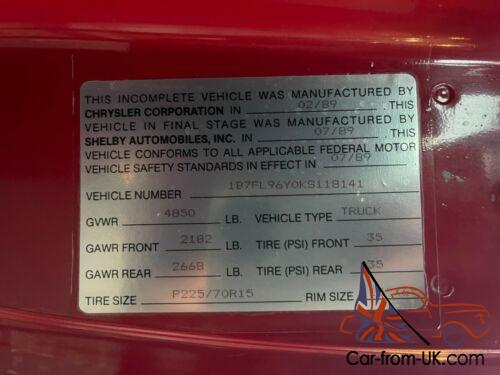 THIS INCOMPLETE VEHICLE WAS MANUFACTURED BY
CHRYSLER CORPORATION IN 02/89 . THIS
VEHICLE IN FINAL STAGE WAS MANUFACTURED BY
SHELBY AUTOMOBILES, INC. IN 07/89 . THIS
VEHICLE CONFORMS TO ALL APPLICABLE FEDERAL MOTOR
VEHICLE SAFETY STANDARDS IN EFFECT IN 07/89
VEHICLE NUMBER 1B7FL96Y0KS118141
GVWR 4850 LB. VEHICLE TYPE TRUCK
GAWR FRONT 2182 LB. TIRE (PSI) FRONT 35
GAWR REAR 2668 LB. TIRE (PSI) REAR 35
TIRE SIZE P225/70R15 RIM SIZE
Car-from-UK.com